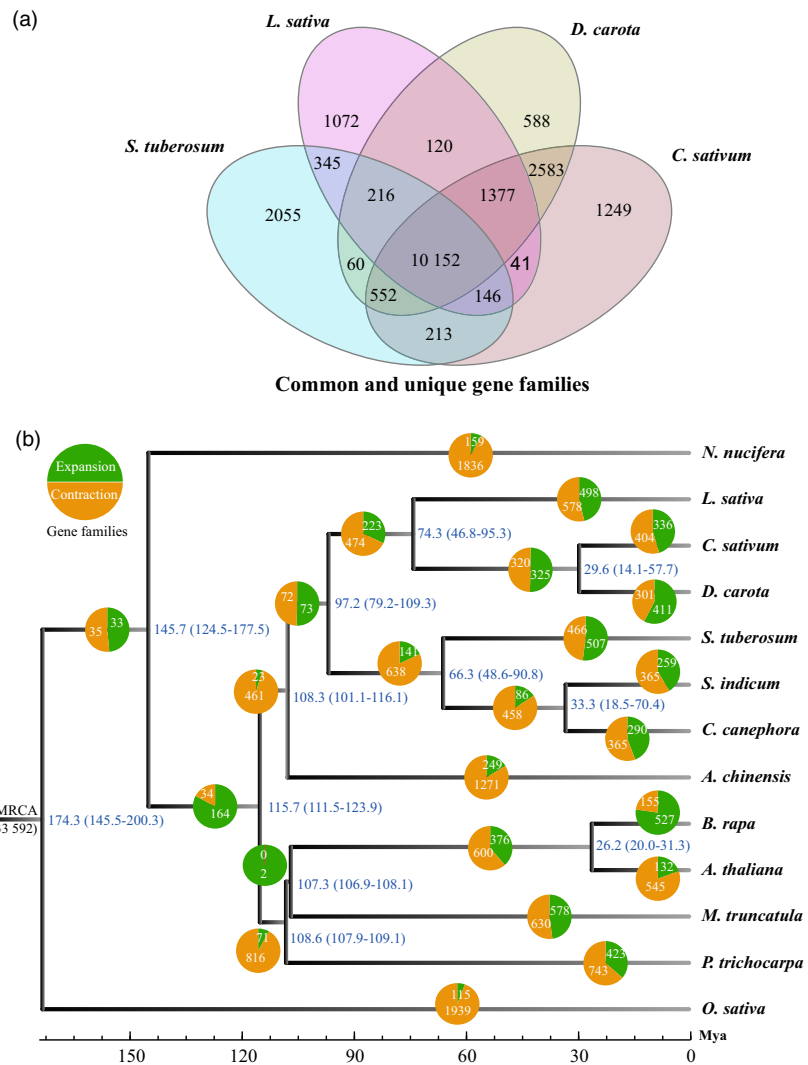 (a)
L. sativa
D. carota
S. tuberosum
C. sativum
1072
120
588
345
2583
216
1377
2055
1249
60
10 152
41
552
146
213
Common and unique gene families
(b)
Expansion
Contraction
Gene families
159
1836
N. nucifera
498
578
L. sativa
223
474
74.3 (46.8-95.3)
336
404
C. sativum
320
325
29.6 (14.1-57.7)
301
411
D. carota
72
73
97.2 (79.2-109.3)
33
35
145.7 (124.5-177.5)
466
507
S. tuberosum
141
638
66.3 (48.6-90.8)
259
365
S. indicum
23
461
108.3 (101.1-116.1)
86
458
33.3 (18.5-70.4)
290
365
C. canephora
249
1271
A. chinensis
34
164
115.7 (111.5-123.9)
MRCA
3 592)
174.3 (145.5-200.3)
155
527
B. rapa
376
600
26.2 (20.0-31.3)
0
2
107.3 (106.9-108.1)
132
545
A. thaliana
578
630
M. truncatula
71
816
108.6 (107.9-109.1)
423
743
P. trichocarpa
115
1939
O. sativa
Mya
150 120 90 60 30 0